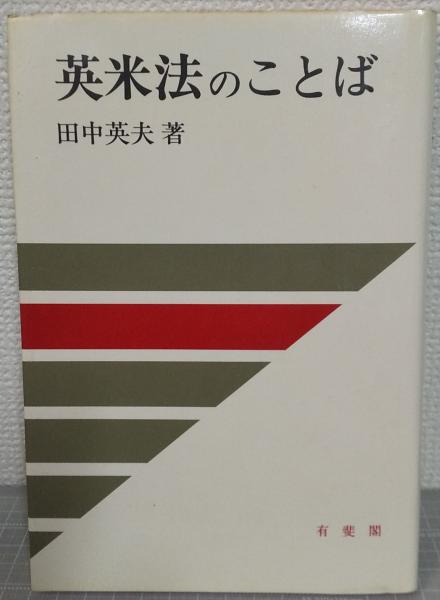 英米法のことば
田中英夫 著
有斐閣